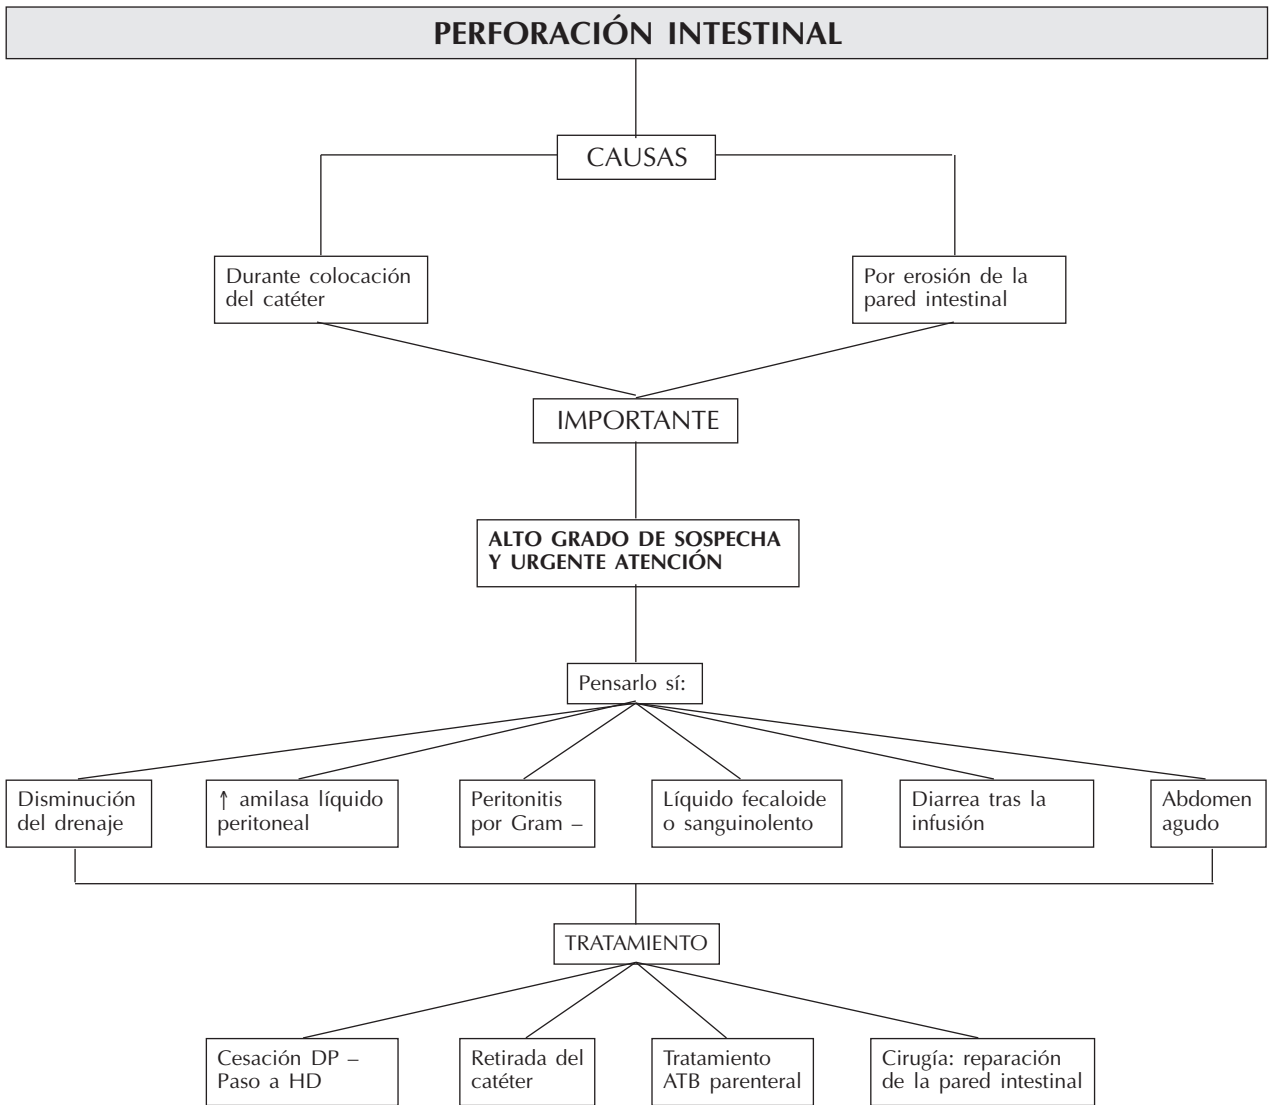 PERFORACIÓN INTESTINAL
CAUSAS
Durante colocación
del catéter
Por erosión de la
pared intestinal
IMPORTANTE
ALTO GRADO DE SOSPECHA
Y URGENTE ATENCIÓN
Pensarlo sí:
Disminución
del drenaje
↑ amilasa líquido
peritoneal
Peritonitis
por Gram –
Líquido fecaloide
o sanguinolento
Diarrea tras la
infusión
Abdomen
agudo
TRATAMIENTO
Cesación DP –
Paso a HD
Retirada del
catéter
Tratamiento
ATB parenteral
Cirugía: reparación
de la pared intestinal